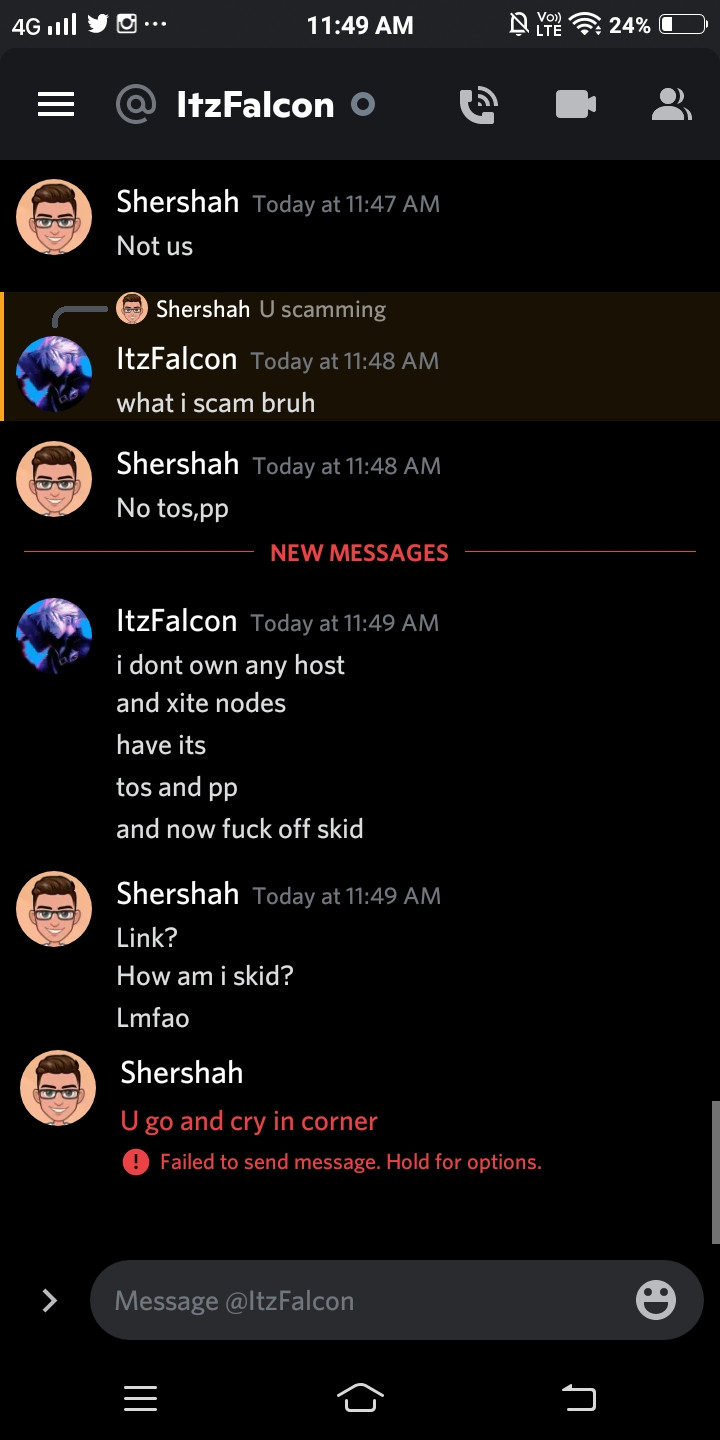 4G 11:49 AM Vo)) LTE 24%
@ ItzFalcon
Shershah Today at 11:47 AM
Not us
Shershah U scamming
ItzFalcon Today at 11:48 AM
what i scam bruh
Shershah Today at 11:48 AM
No tos,pp
NEW MESSAGES
ItzFalcon Today at 11:49 AM
i dont own any host
and xite nodes
have its
tos and pp
and now fuck off skid
Shershah Today at 11:49 AM
Link?
How am i skid?
Lmfao
Shershah
U go and cry in corner
Failed to send message. Hold for options.
Message @ItzFalcon